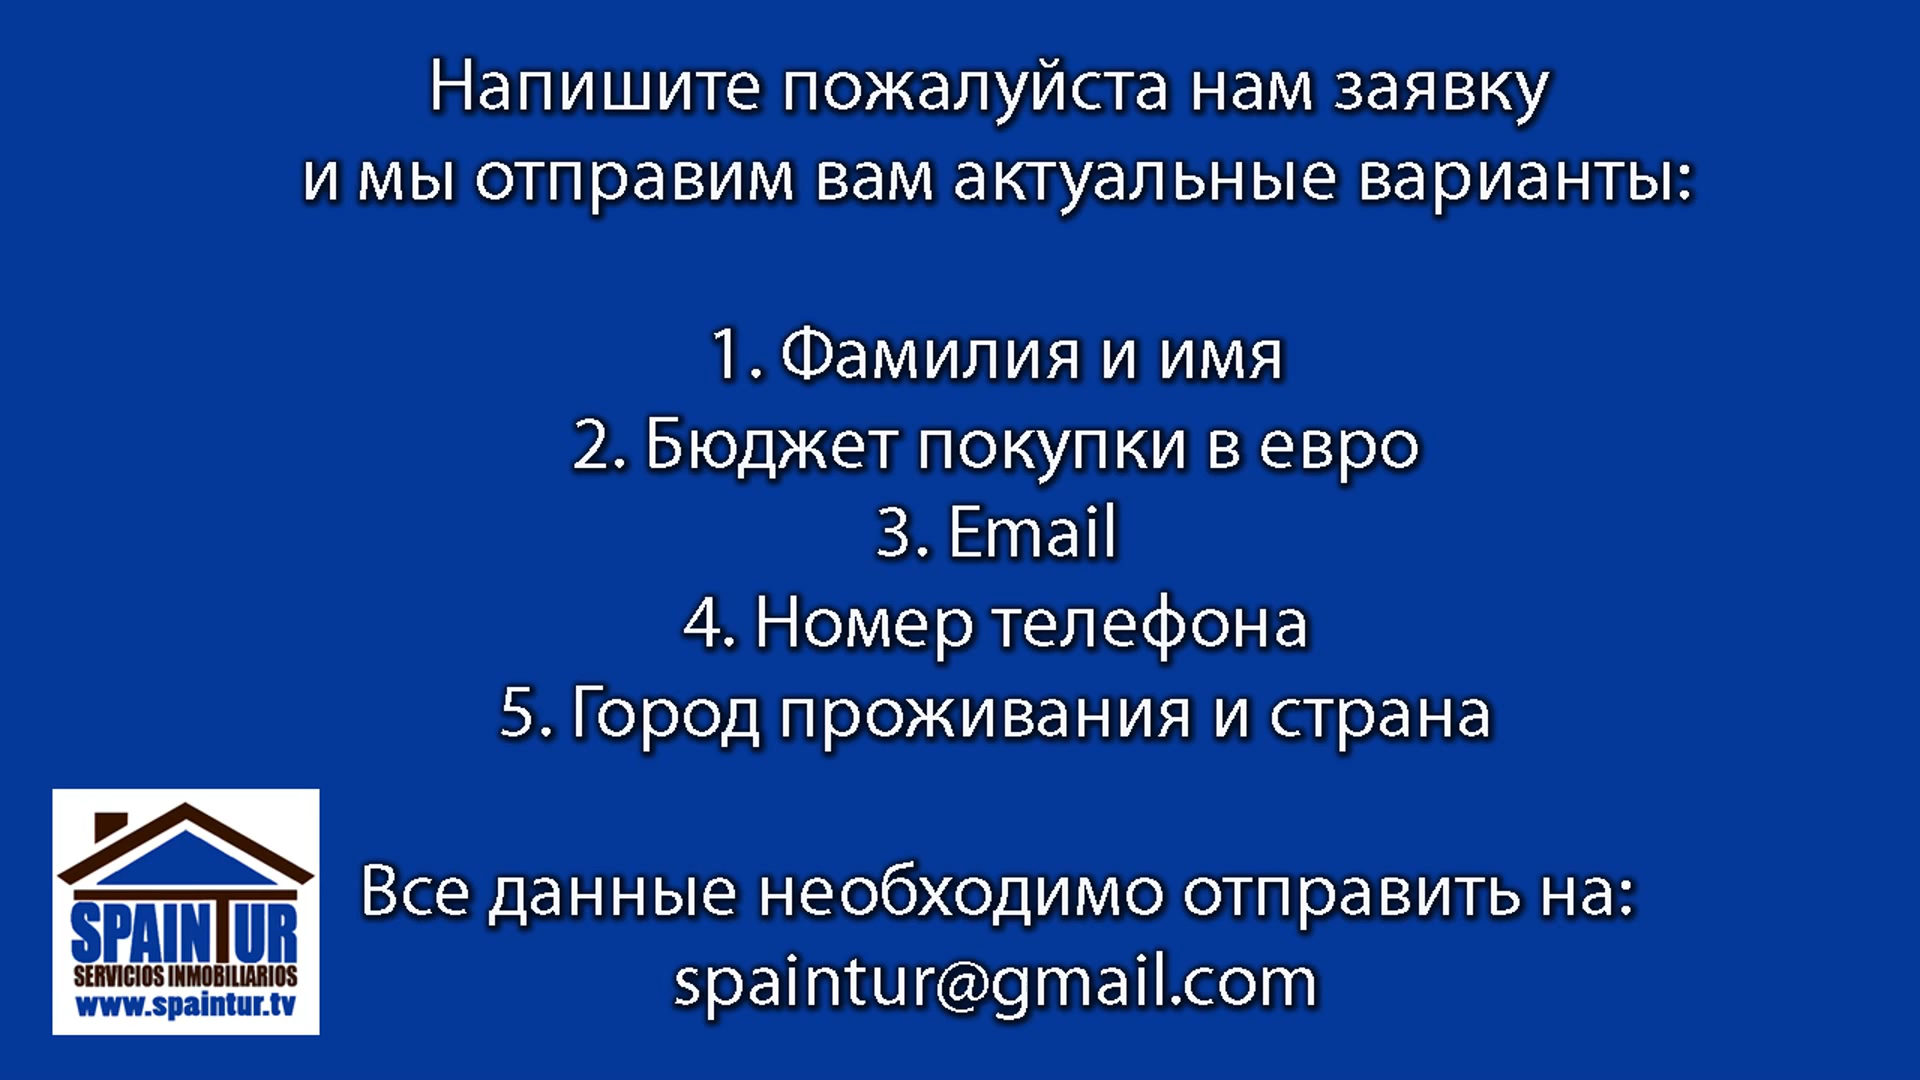 Напишите пожалуйста нам заявку
и мы отправим вам актуальные варианты:
1. Фамилия и имя
2. Бюджет покупки в евро
3. Email
4. Номер телефона
5. Город проживания и страна
Все данные необходимо отправить на:
spaintur@gmail.com
SPAINTUR
SERVICIOS INMOBILIARIOS
www.spaintur.tv